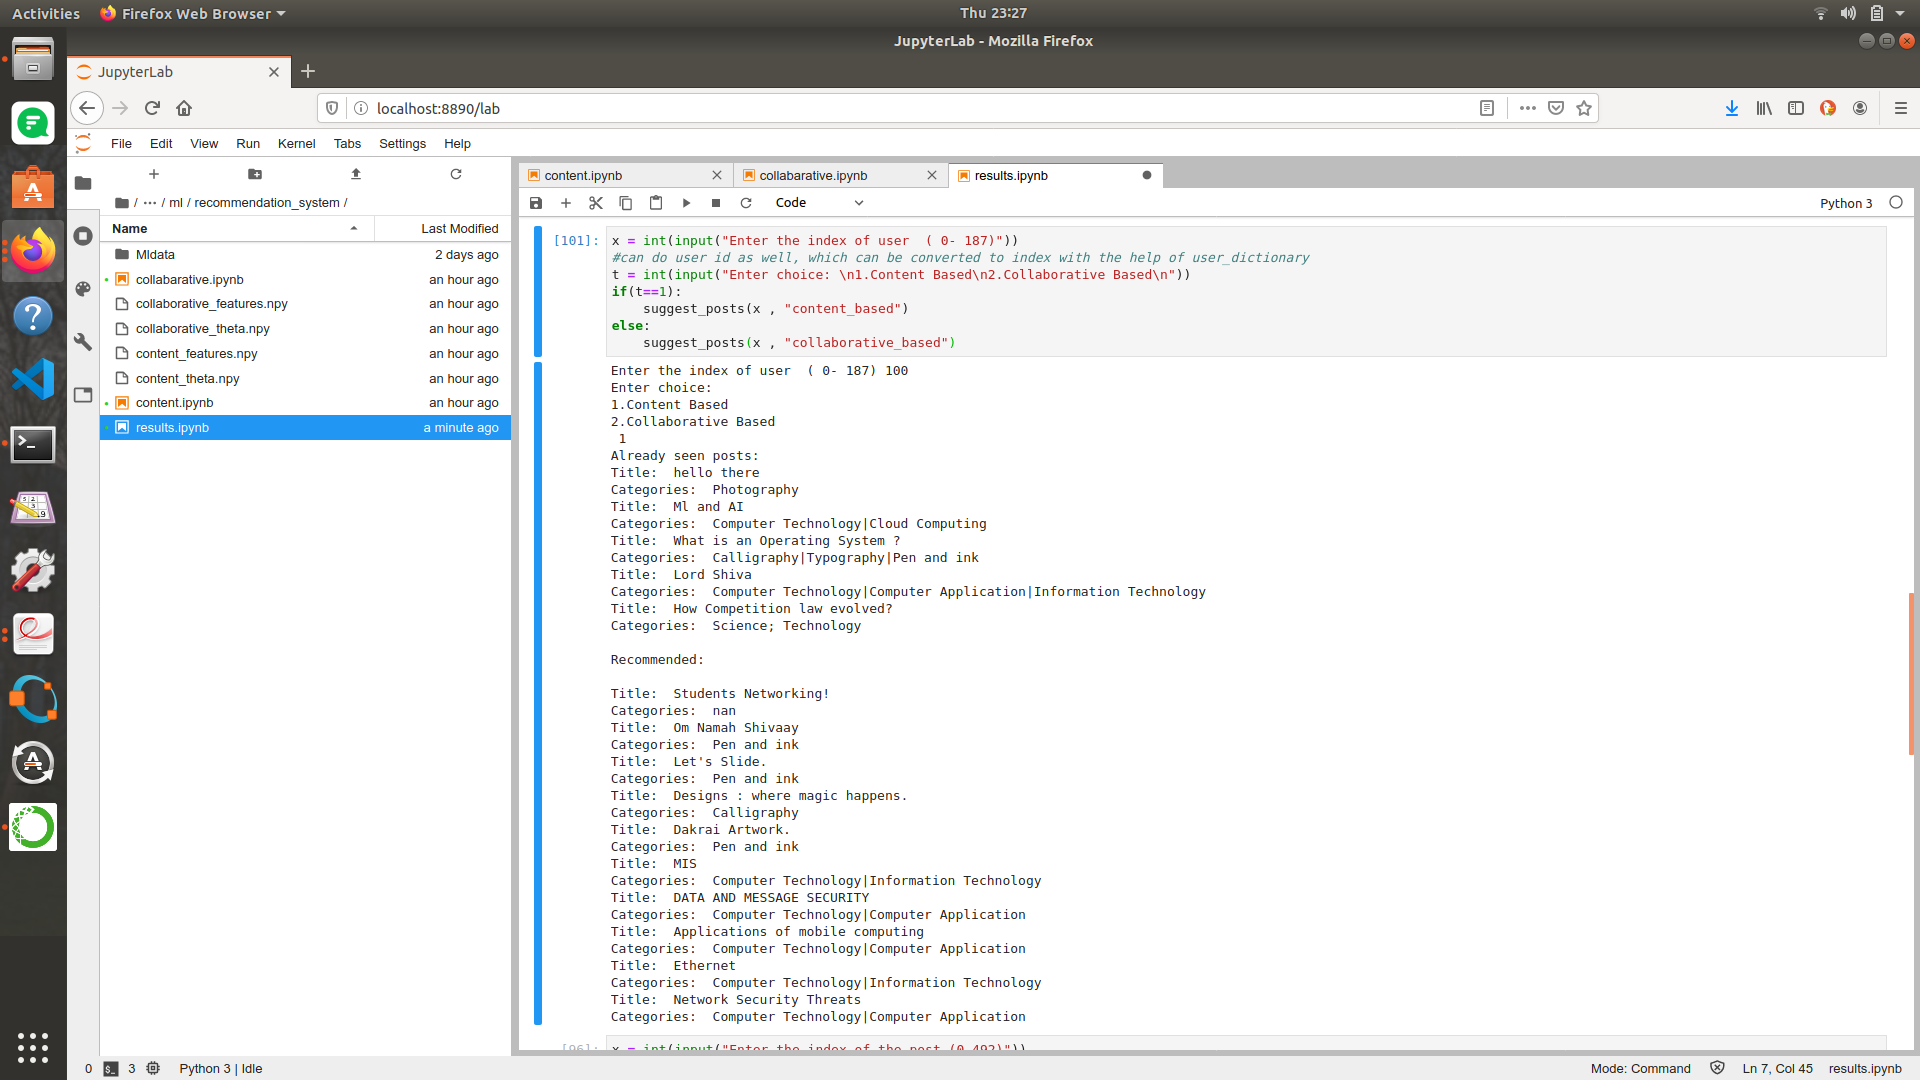 Activities Firefox Web Browser Thu 23:27
JupyterLab - Mozilla Firefox
JupyterLab
localhost:8890/lab
File Edit View Run Kernel Tabs Settings Help
/ ··· / ml / recommendation_system /
Name Last Modified
Mldata 2 days ago
collabarative.ipynb an hour ago
collaborative_features.npy an hour ago
collaborative_theta.npy an hour ago
content_features.npy an hour ago
content_theta.npy an hour ago
content.ipynb an hour ago
results.ipynb a minute ago
content.ipynb collabarative.ipynb results.ipynb
Code Python 3
[101]: x = int(input("Enter the index of user  ( 0- 187)"))
#can do user id as well, which can be converted to index with the help of user_dictionary
t = int(input("Enter choice: \n1.Content Based\n2.Collaborative Based\n"))
if(t==1):
    suggest_posts(x , "content_based")
else:
    suggest_posts(x , "collaborative_based")
Enter the index of user  ( 0- 187) 100
Enter choice:
1.Content Based
2.Collaborative Based
1
Already seen posts:
Title:  hello there
Categories:  Photography
Title:  Ml and AI
Categories:  Computer Technology|Cloud Computing
Title:  What is an Operating System ?
Categories:  Calligraphy|Typography|Pen and ink
Title:  Lord Shiva
Categories:  Computer Technology|Computer Application|Information Technology
Title:  How Competition law evolved?
Categories:  Science; Technology
Recommended:
Title:  Students Networking!
Categories:  nan
Title:  Om Namah Shivaay
Categories:  Pen and ink
Title:  Let's Slide.
Categories:  Pen and ink
Title:  Designs : where magic happens.
Categories:  Calligraphy
Title:  Dakrai Artwork.
Categories:  Pen and ink
Title:  MIS
Categories:  Computer Technology|Information Technology
Title:  DATA AND MESSAGE SECURITY
Categories:  Computer Technology|Computer Application
Title:  Applications of mobile computing
Categories:  Computer Technology|Computer Application
Title:  Ethernet
Categories:  Computer Technology|Information Technology
Title:  Network Security Threats
Categories:  Computer Technology|Computer Application
[96]: x = int(input("Enter the index of the post (0,492)"))
0 3 Python 3 | Idle Mode: Command Ln 7, Col 45 results.ipynb